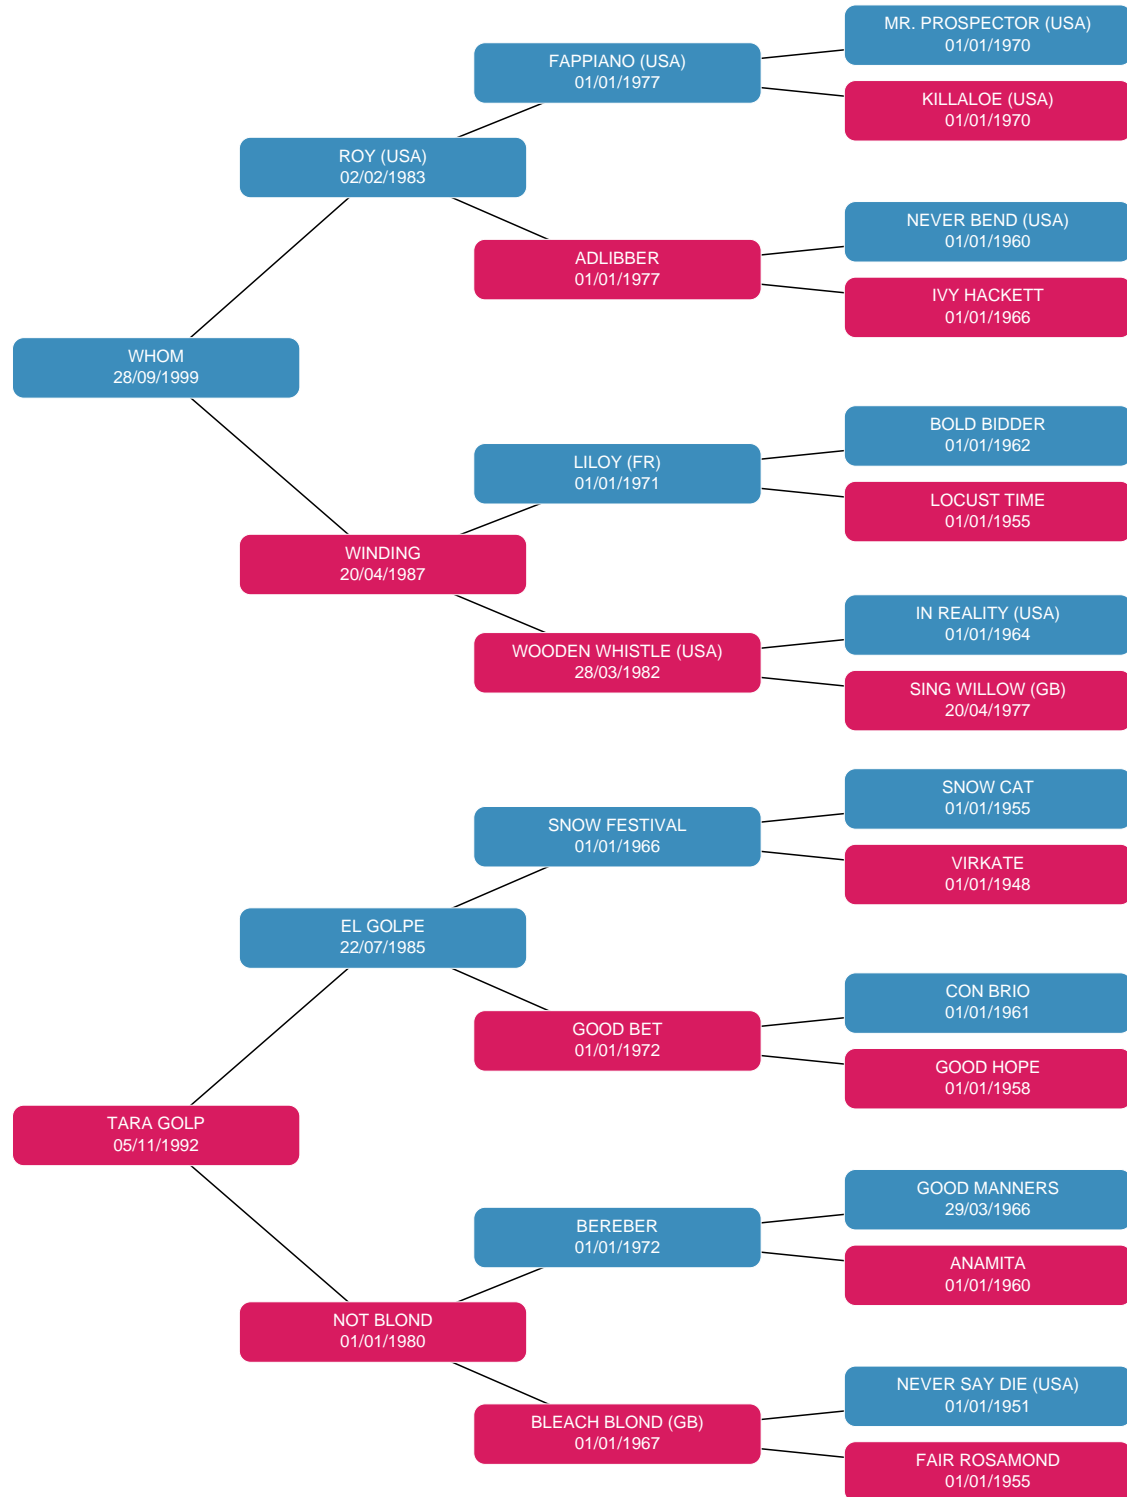 MR. PROSPECTOR (USA)
01/01/1970
FAPPIANO (USA)
01/01/1977
KILLALOE (USA)
01/01/1970
ROY (USA)
02/02/1983
NEVER BEND (USA)
01/01/1960
ADLIBBER
01/01/1977
IVY HACKETT
01/01/1966
WHOM
28/09/1999
BOLD BIDDER
01/01/1962
LILOY (FR)
01/01/1971
LOCUST TIME
01/01/1955
WINDING
20/04/1987
IN REALITY (USA)
01/01/1964
WOODEN WHISTLE (USA)
28/03/1982
SING WILLOW (GB)
20/04/1977
SNOW CAT
01/01/1955
SNOW FESTIVAL
01/01/1966
VIRKATE
01/01/1948
EL GOLPE
22/07/1985
CON BRIO
01/01/1961
GOOD BET
01/01/1972
GOOD HOPE
01/01/1958
TARA GOLP
05/11/1992
GOOD MANNERS
29/03/1966
BEREBER
01/01/1972
ANAMITA
01/01/1960
NOT BLOND
01/01/1980
NEVER SAY DIE (USA)
01/01/1951
BLEACH BLOND (GB)
01/01/1967
FAIR ROSAMOND
01/01/1955